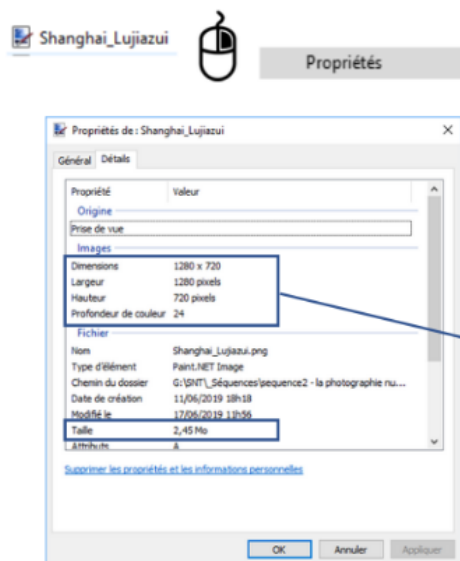 Shanghai_Lujiazui
Propriétés
Propriétés de : Shanghai_Lujiazui
Général Détails
Propriété Valeur
Origine
Prise de vue
Images
Dimensions 1280 x 720
Largeur 1280 pixels
Hauteur 720 pixels
Profondeur de couleur 24
Fichier
Nom Shanghai_Lujiazui.png
Type d'élément Paint.NET Image
Chemin du dossier G:\SNT\_Séquences\sequence2 - la photographie nu...
Date de création 11/06/2019 18h18
Modifié le 17/06/2019 11h56
Taille 2,45 Mo
Attributs A
Supprimer les propriétés et les informations personnelles
OK Annuler Appliquer